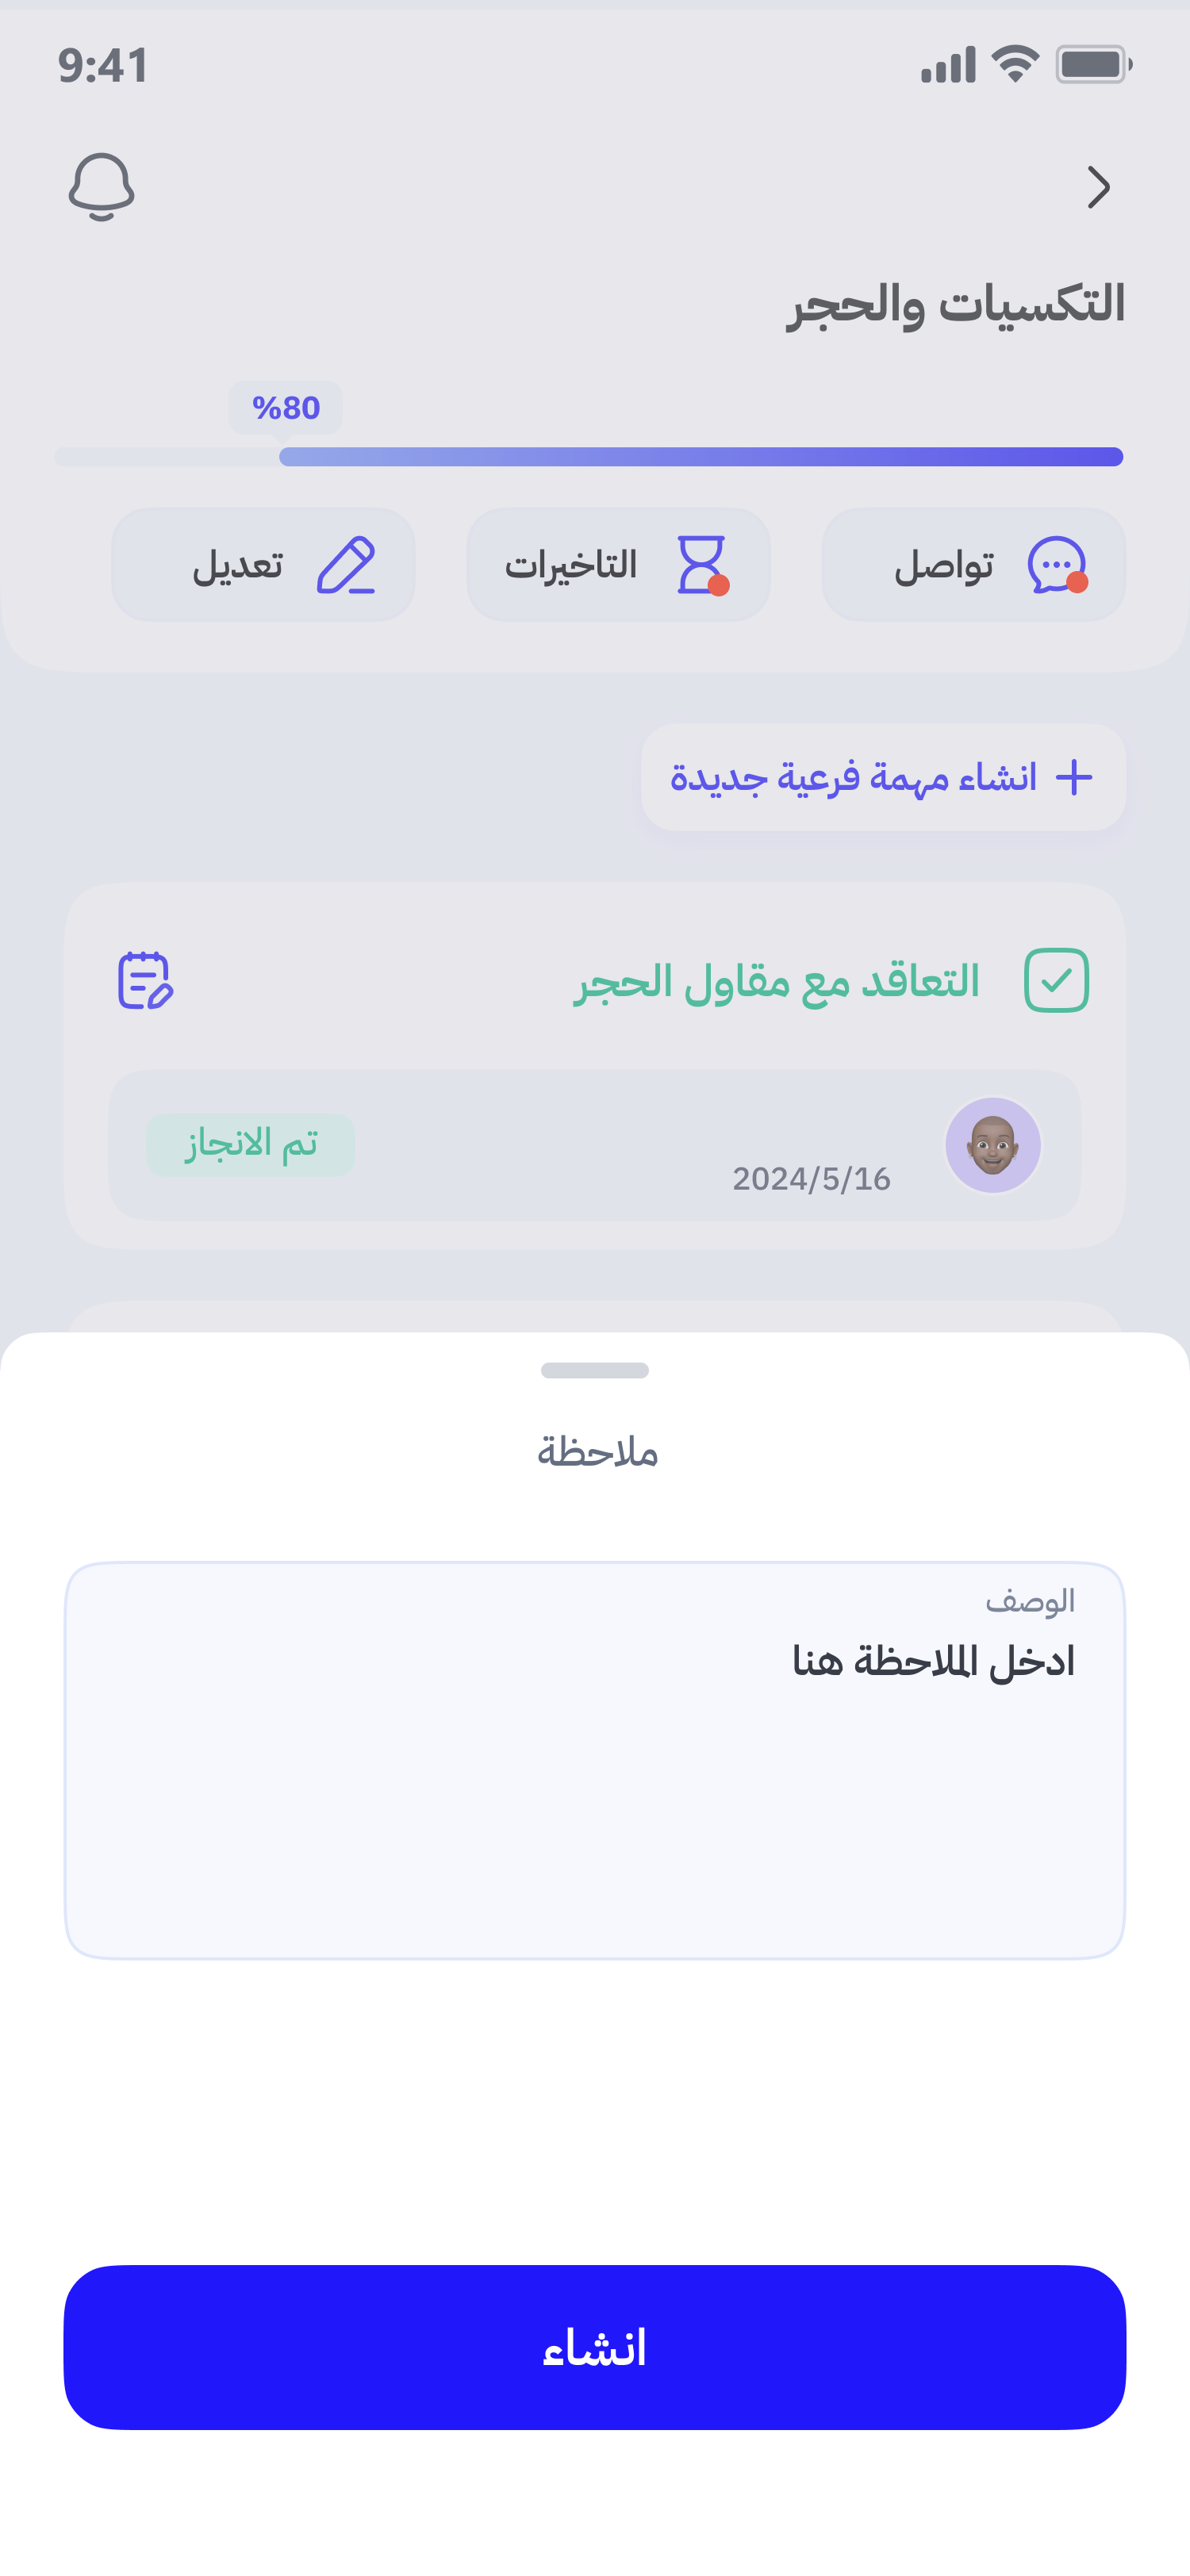 9:41
التكسيات والحجر
%80
تواصل
التاخيرات
تعديل
انشاء مهمة فرعية جديدة
التعاقد مع مقاول الحجر
2024/5/16
تم الانجاز
ملاحظة
الوصف
ادخل الملاحظة هنا
انشاء